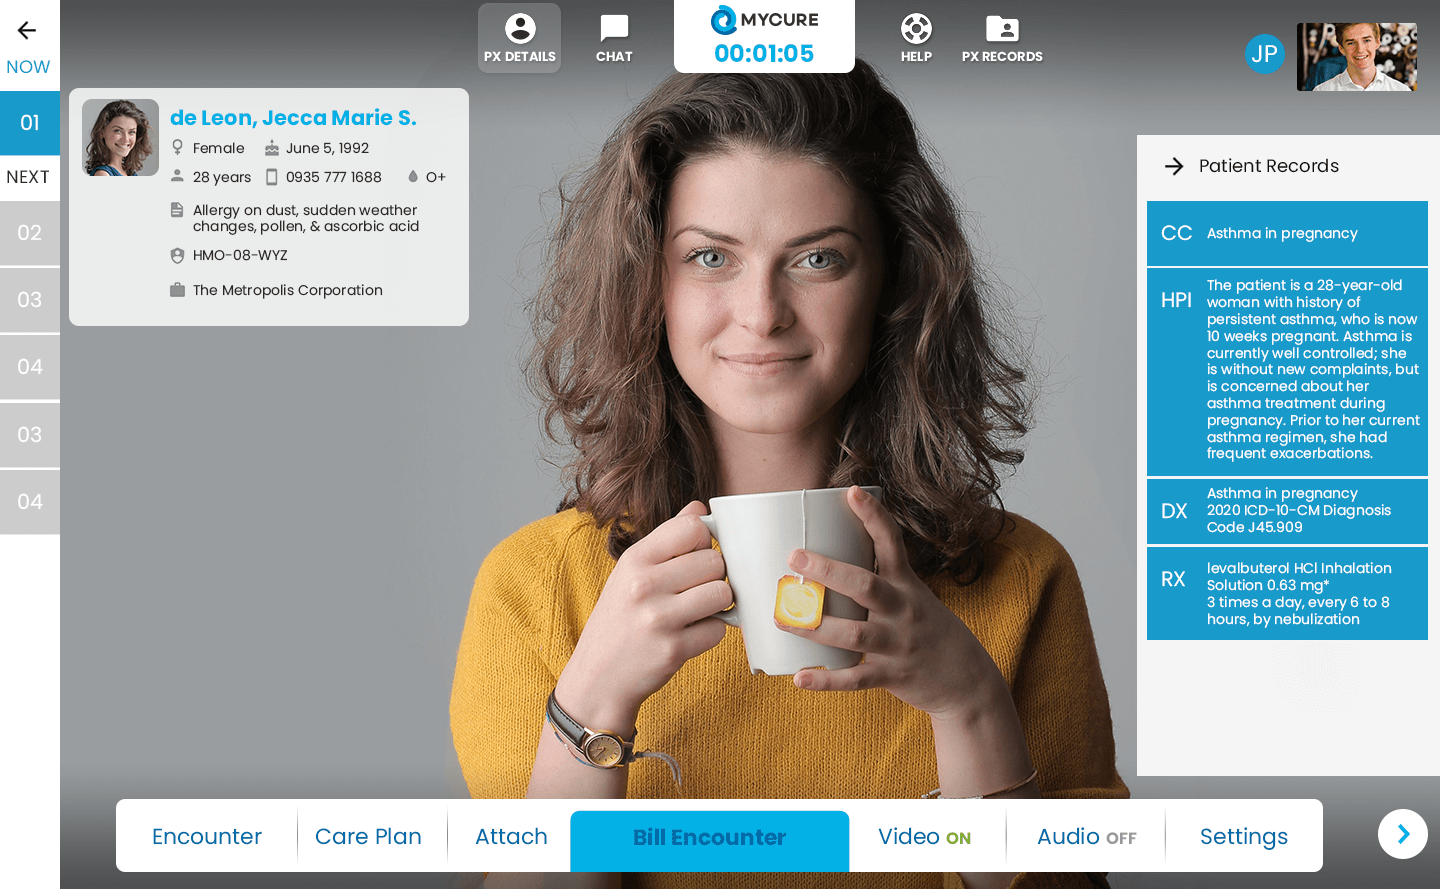 NOW
01
NEXT
02
03
04
03
04
PX DETAILS
CHAT
MYCURE
00:01:05
HELP
PX RECORDS
JP
de Leon, Jecca Marie S.
Female
June 5, 1992
28 years
0935 777 1688
O+
Allergy on dust, sudden weather
changes, pollen, & ascorbic acid
HMO-08-WYZ
The Metropolis Corporation
Patient Records
CC
Asthma in pregnancy
HPI
The patient is a 28-year-old
woman with history of
persistent asthma, who is now
10 weeks pregnant. Asthma is
currently well controlled; she
is without new complaints, but
is concerned about her
asthma treatment during
pregnancy. Prior to her current
asthma regimen, she had
frequent exacerbations.
DX
Asthma in pregnancy
2020 ICD-10-CM Diagnosis
Code J45.909
RX
levalbuterol HCl Inhalation
Solution 0.63 mg*
3 times a day, every 6 to 8
hours, by nebulization
Encounter
Care Plan
Attach
Bill Encounter
Video ON
Audio OFF
Settings